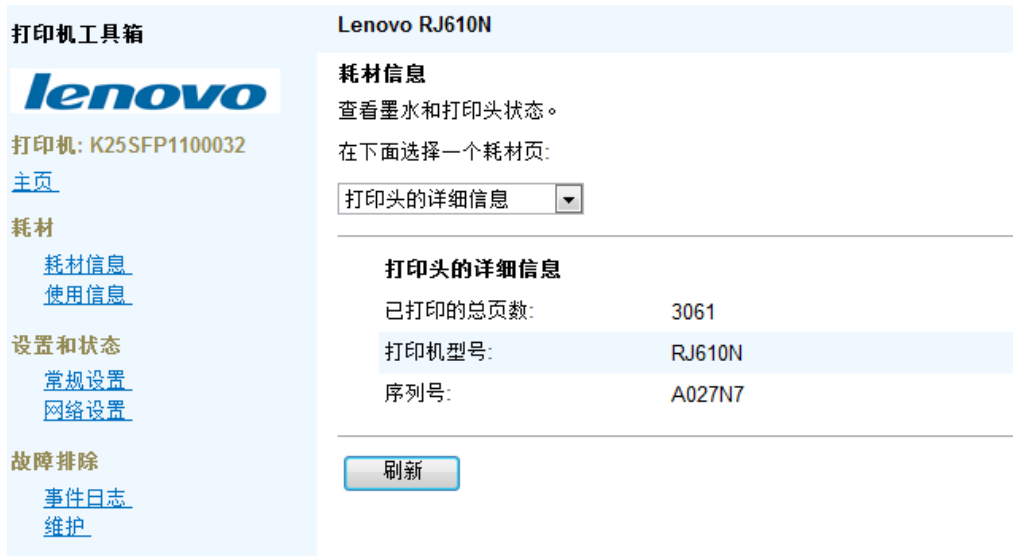 打印机工具箱
lenovo
打印机: K25SFP1100032
主页
耗材
耗材信息
使用信息
设置和状态
常规设置
网络设置
故障排除
事件日志
维护
Lenovo RJ610N
耗材信息
查看墨水和打印头状态。
在下面选择一个耗材页:
打印头的详细信息
打印头的详细信息
已打印的总页数: 3061
打印机型号: RJ610N
序列号: A027N7
刷新